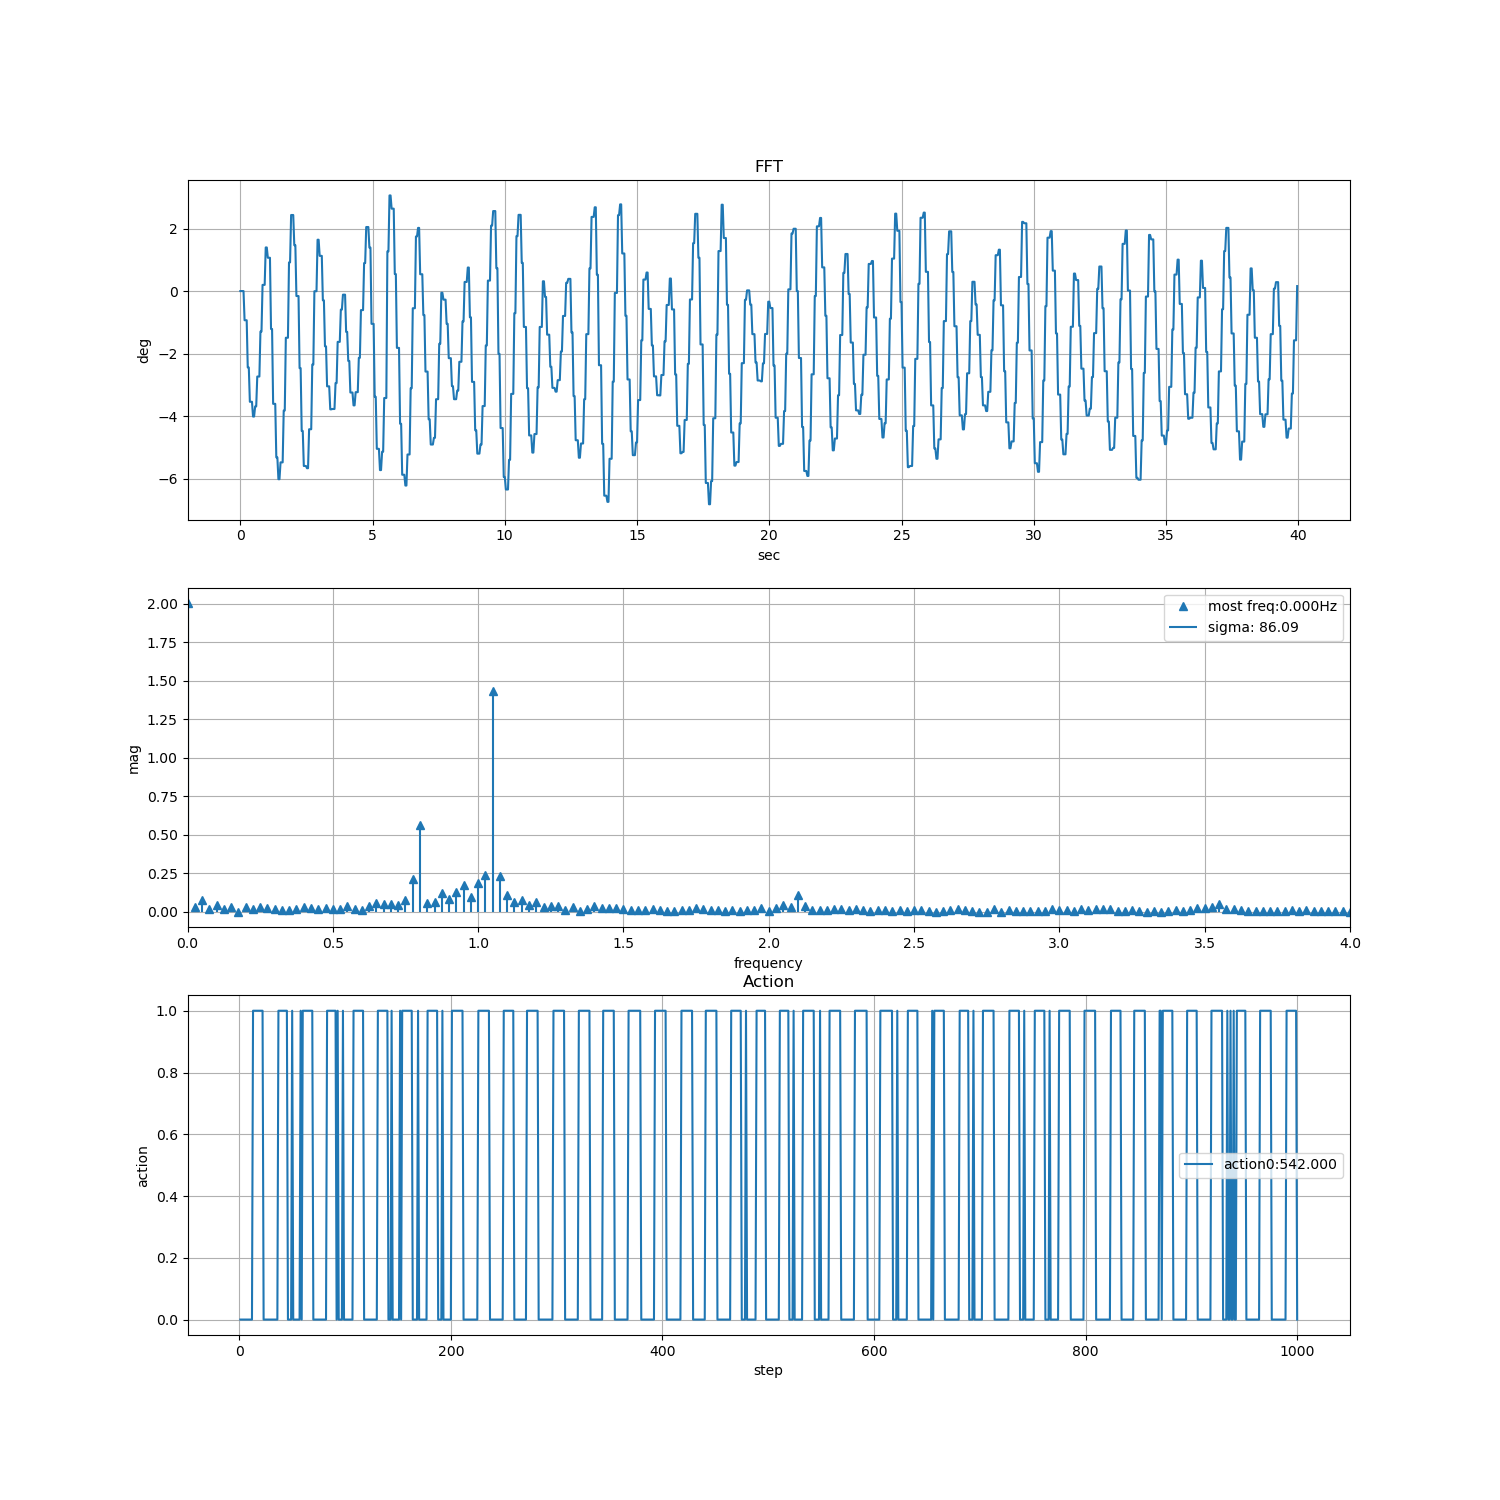 FFT
2
0
−2
−4
−6
deg
0 5 10 15 20 25 30 35 40
sec
2.00
1.75
1.50
1.25
1.00
0.75
0.50
0.25
0.00
mag
most freq:0.000Hz
sigma: 86.09
0.0 0.5 1.0 1.5 2.0 2.5 3.0 3.5 4.0
frequency
Action
1.0
0.8
0.6
0.4
0.2
0.0
action
action0:542.000
0 200 400 600 800 1000
step